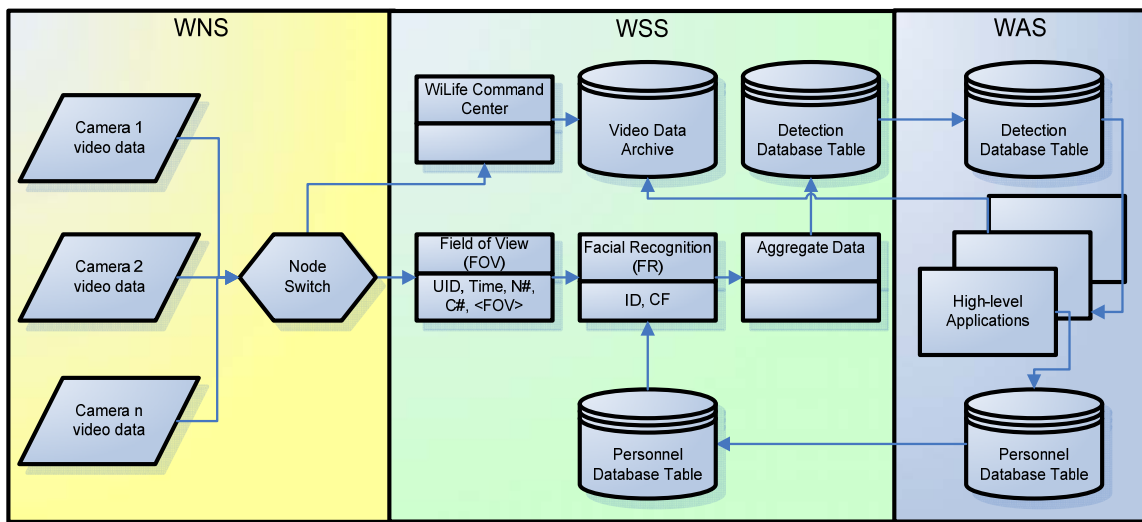 WNS
Camera 1
video data
Camera 2
video data
Camera n
video data
Node
Switch
WSS
WiLife Command
Center
Video Data
Archive
Detection
Database Table
Field of View
(FOV)
UID, Time, N#,
C#, <FOV>
Facial Recognition
(FR)
ID, CF
Aggregate Data
Personnel
Database Table
WAS
Detection
Database Table
High-level
Applications
Personnel
Database Table